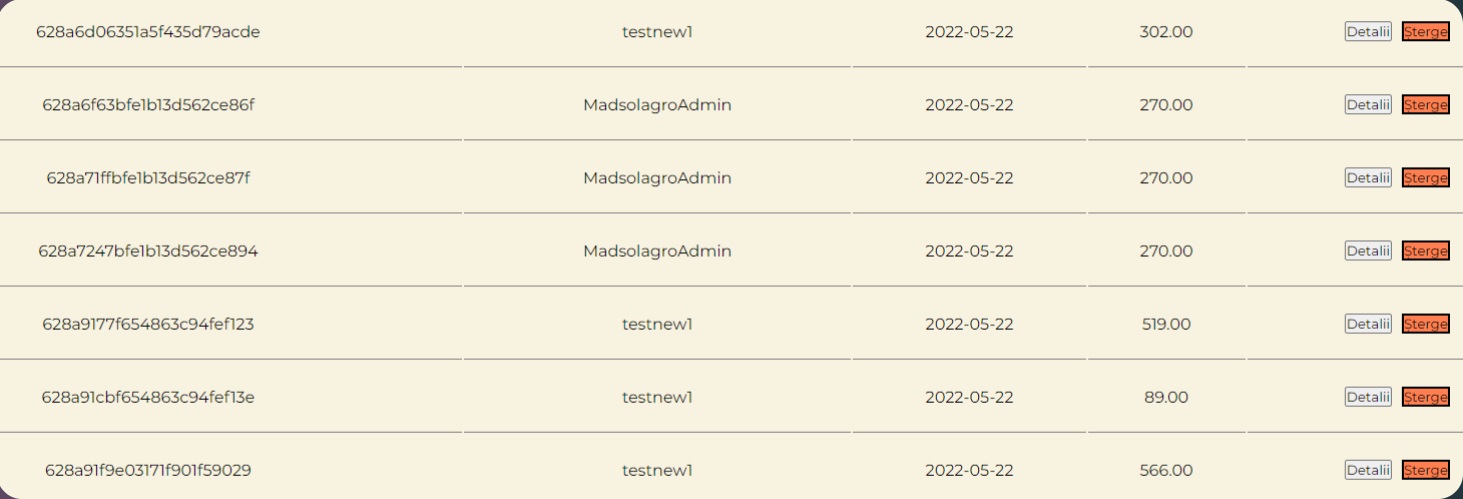 628a6d06351a5f435d79acde testnew1 2022-05-22 302.00 Detalii Sterge
628a6f63bfe1b13d562ce86f MadsolagroAdmin 2022-05-22 270.00 Detalii Sterge
628a71ffbfe1b13d562ce87f MadsolagroAdmin 2022-05-22 270.00 Detalii Sterge
628a7247bfe1b13d562ce894 MadsolagroAdmin 2022-05-22 270.00 Detalii Sterge
628a9177f654863c94fef123 testnew1 2022-05-22 519.00 Detalii Sterge
628a91cbf654863c94fef13e testnew1 2022-05-22 89.00 Detalii Sterge
628a91f9e03171f901f59029 testnew1 2022-05-22 566.00 Detalii Sterge